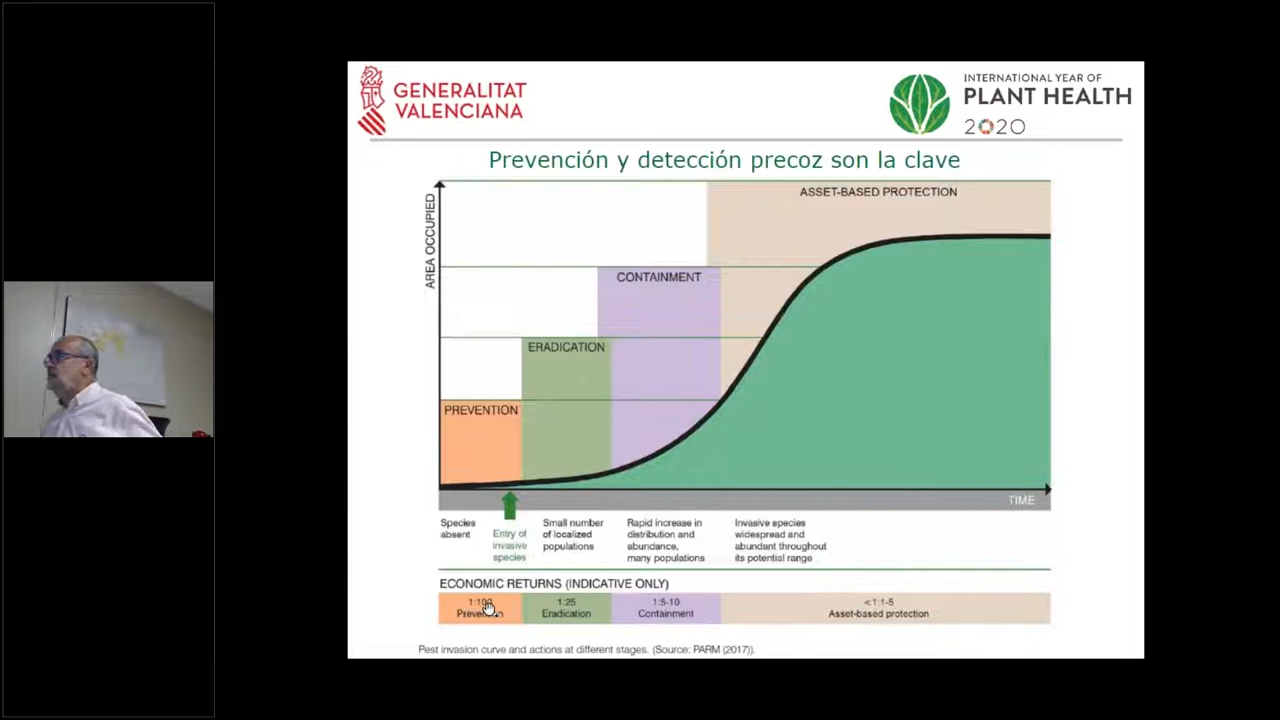 GENERALITAT
VALENCIANA
INTERNATIONAL YEAR OF
PLANT HEALTH
2020
Prevención y detección precoz son la clave
AREA OCCUPIED
ASSET-BASED PROTECTION
CONTAINMENT
ERADICATION
PREVENTION
TIME
Species
absent
Entry of
invasive
species
Small number
of localized
populations
Rapid increase in
distribution and
abundance,
many populations
Invasive species
widespread and
abundant throughout
its potential range
ECONOMIC RETURNS (INDICATIVE ONLY)
1:100
Prevention
1:25
Eradication
1:5-10
Containment
<1:1-5
Asset-based protection
Pest invasion curve and actions at different stages. (Source: PARM (2017)).